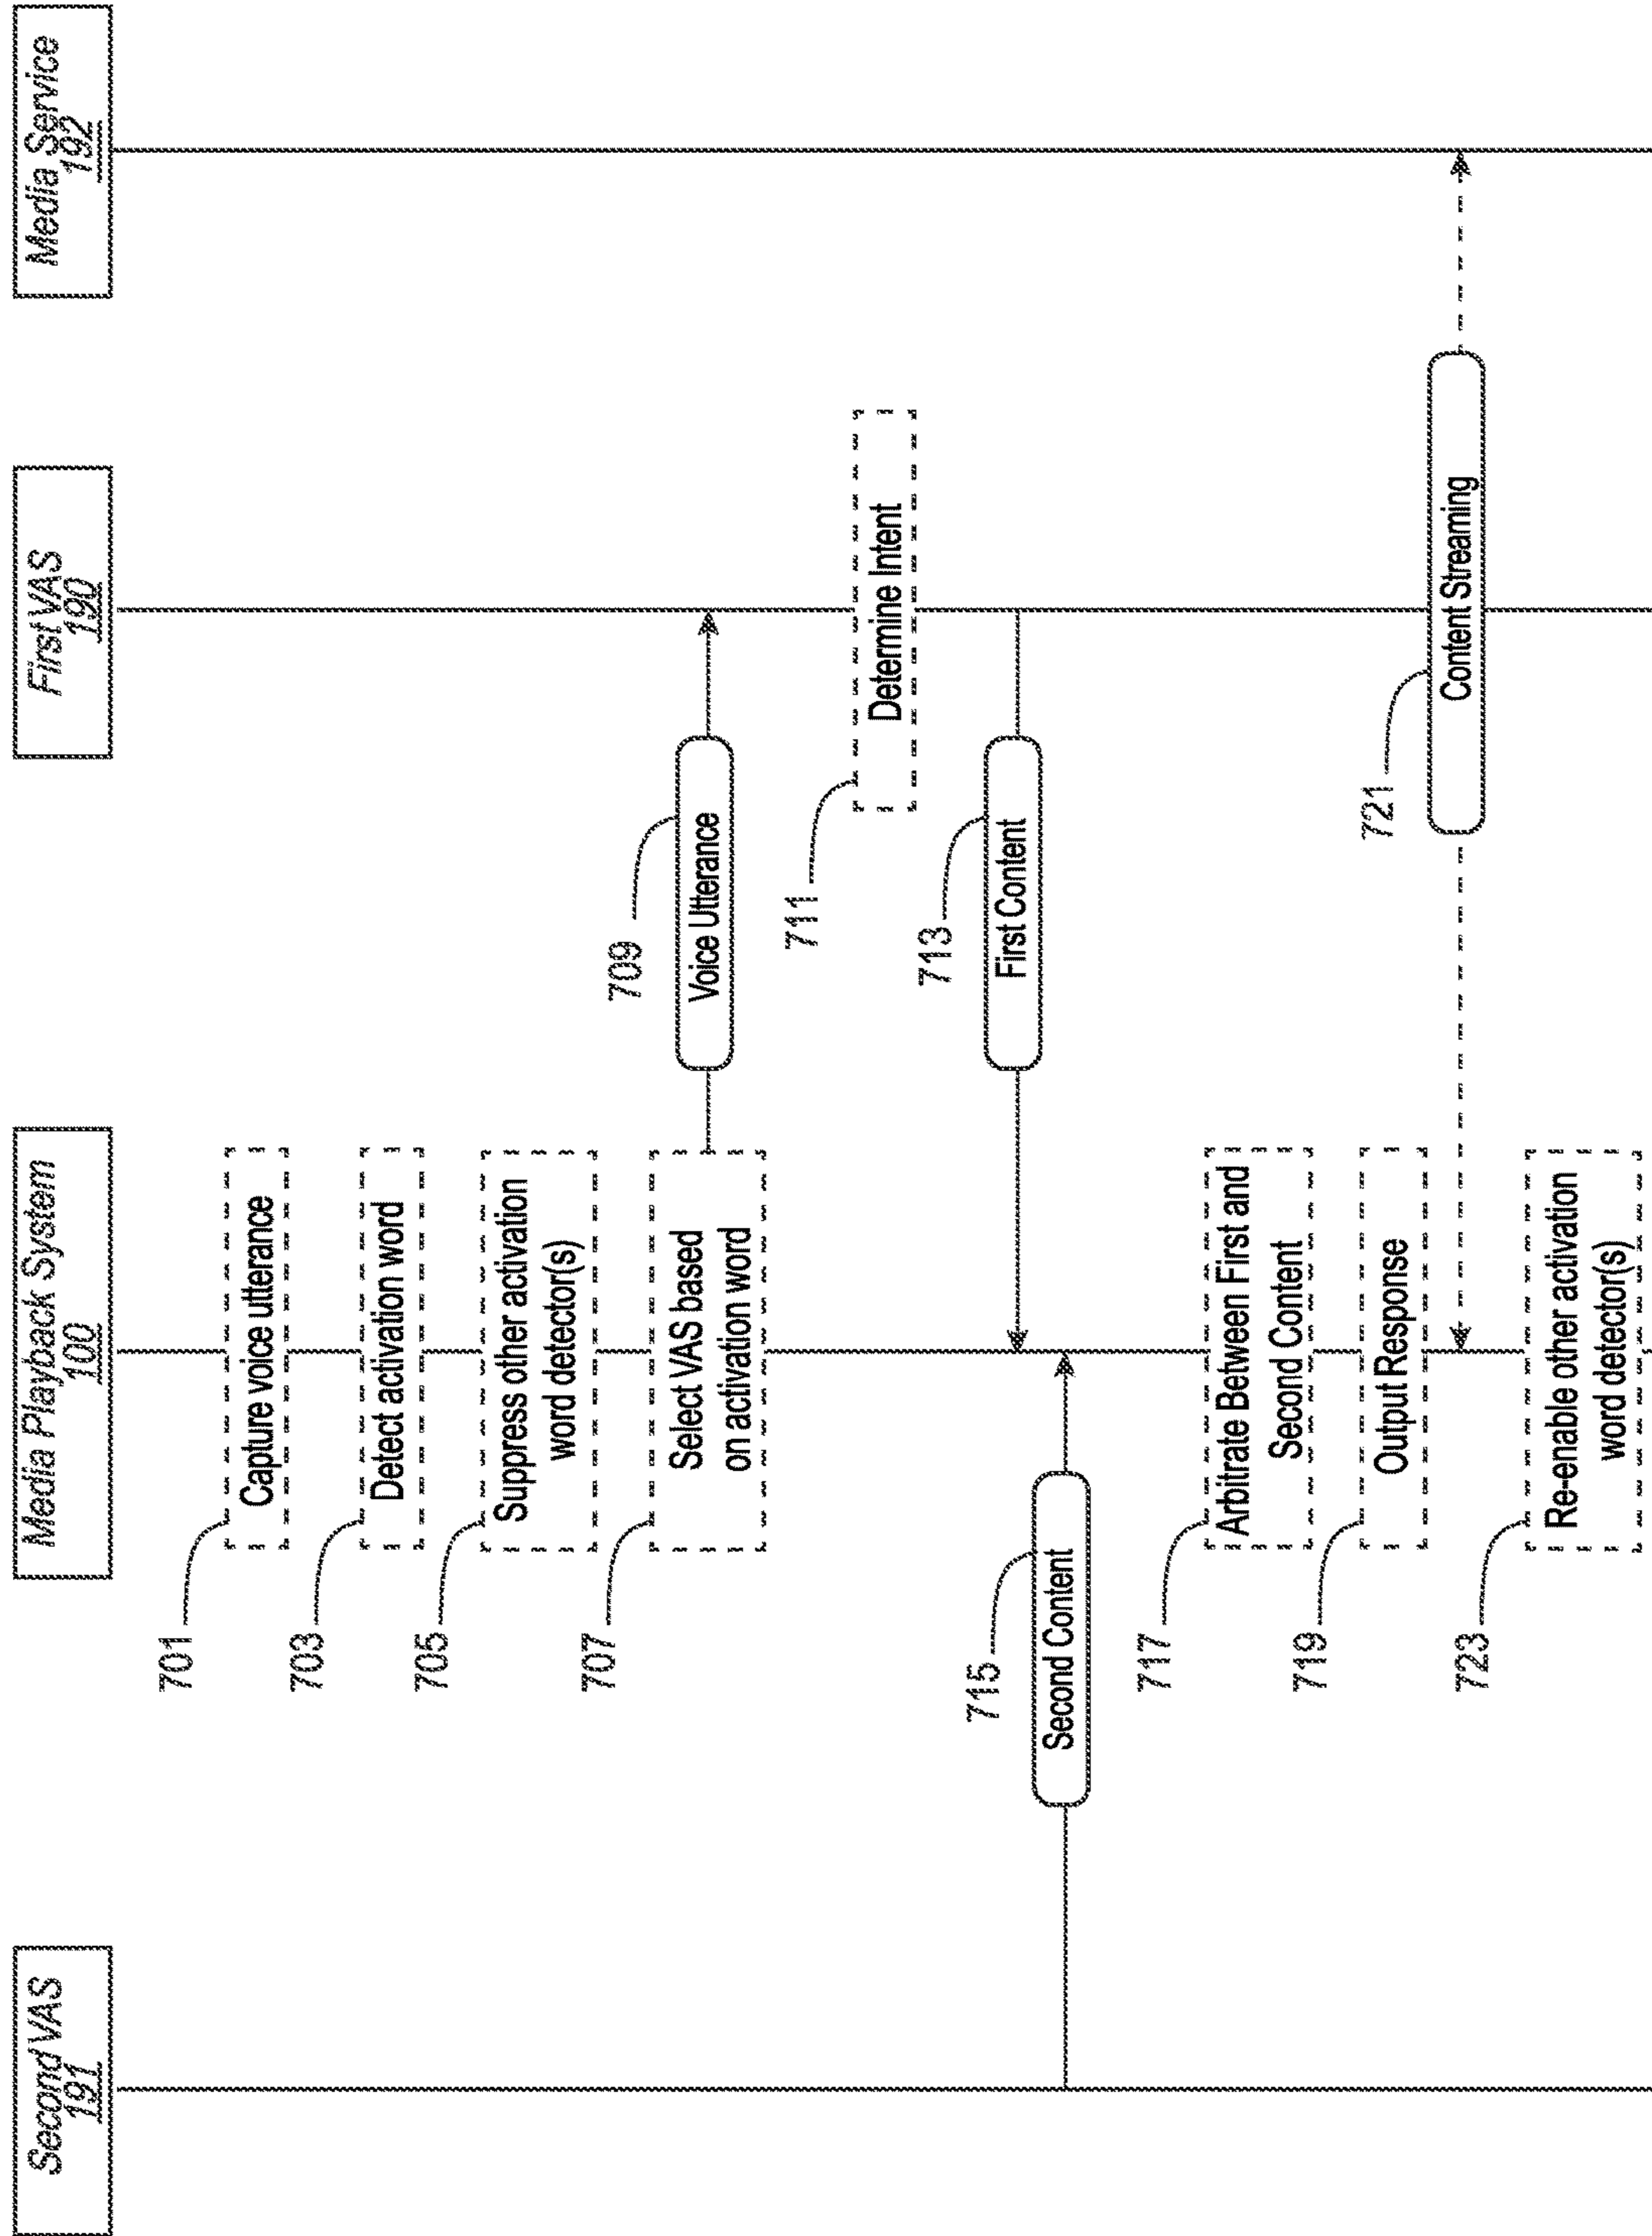 Second VAS
191
Media Playback System
100
First VAS
190
Media Service
192
701
Capture voice utterance
703
Detect activation word
705
Suppress other activation
word detector(s)
707
Select VAS based
on activation word
709
Voice Utterance
711
Determine Intent
713
First Content
715
Second Content
717
Arbitrate Between First and
Second Content
719
Output Response
721
Content Streaming
723
Re-enable other activation
word detector(s)